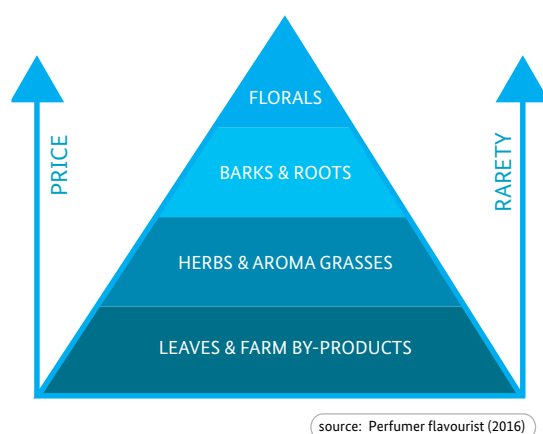 FLORALS
PRICE
BARKS & ROOTS
RARETY
HERBS & AROMA GRASSES
LEAVES & FARM BY-PRODUCTS
source: Perfumer flavourist (2016)